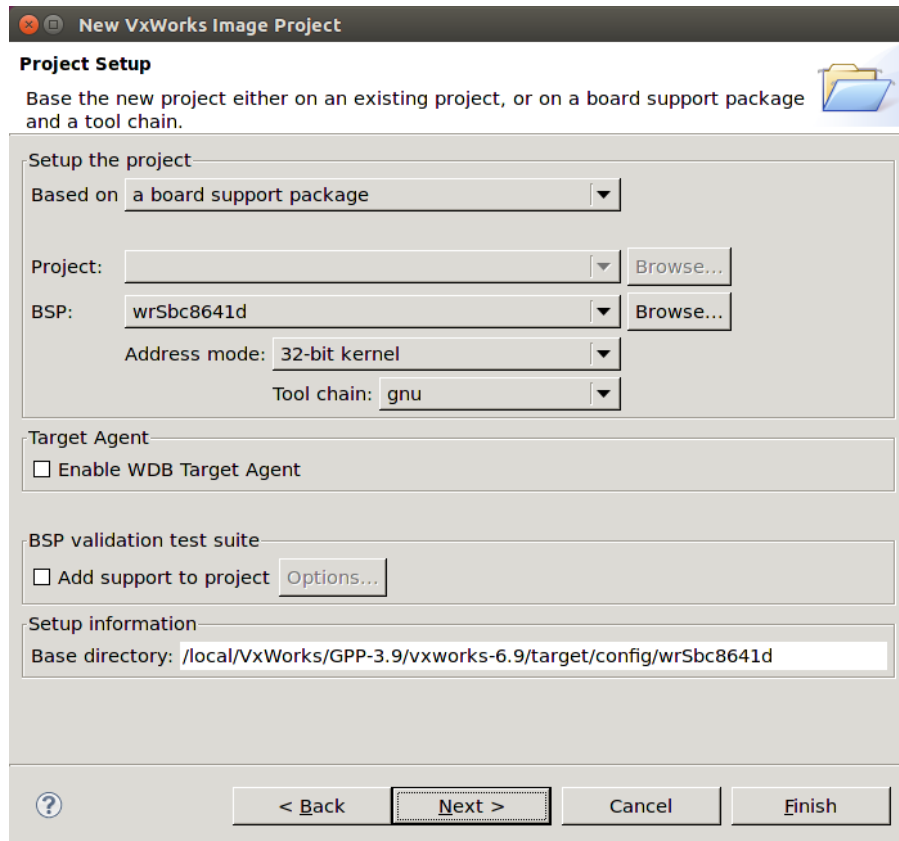 New VxWorks Image Project
Project Setup
Base the new project either on an existing project, or on a board support package
and a tool chain.
Setup the project
Based on a board support package
Project: Browse...
BSP: wrSbc8641d Browse...
Address mode: 32-bit kernel
Tool chain: gnu
Target Agent
Enable WDB Target Agent
BSP validation test suite
Add support to project Options...
Setup information
Base directory: /local/VxWorks/GPP-3.9/vxworks-6.9/target/config/wrSbc8641d
? < Back Next > Cancel Finish